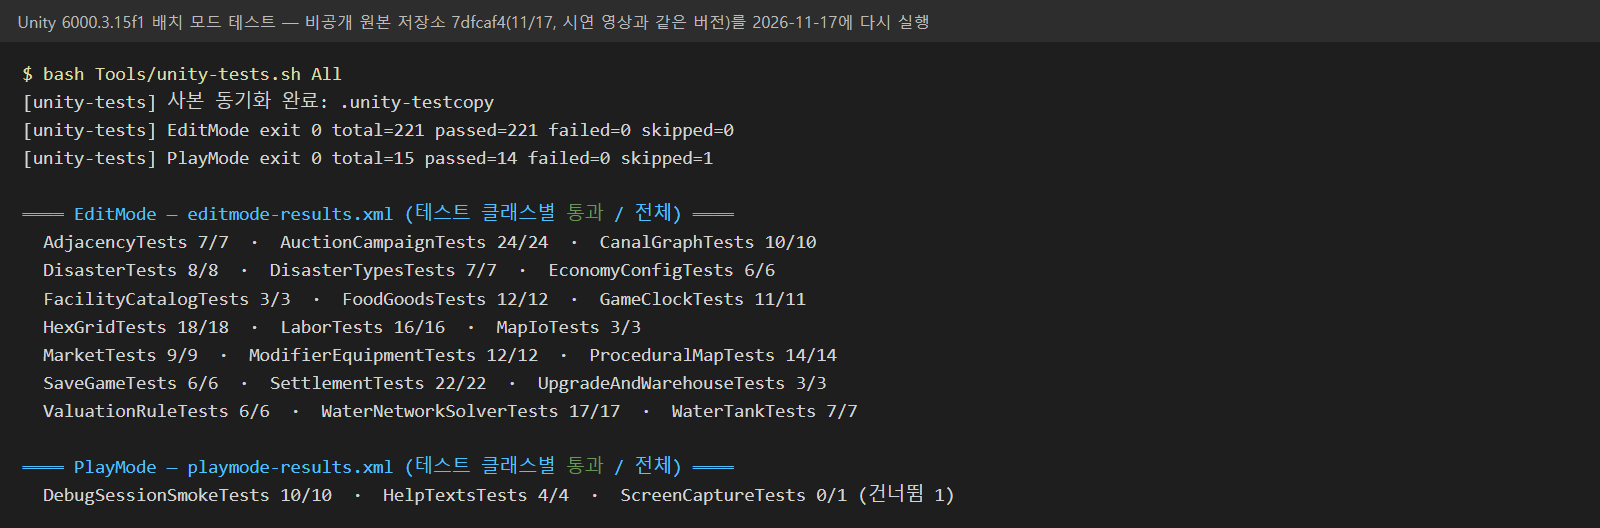 Unity 6000.3.15f1 배치 모드 테스트 — 비공개 원본 저장소 7dfcaf4(11/17, 시연 영상과 같은 버전)를 2026-11-17에 다시 실행
$ bash Tools/unity-tests.sh All
[unity-tests] 사본 동기화 완료: .unity-testcopy
[unity-tests] EditMode exit 0 total=221 passed=221 failed=0 skipped=0
[unity-tests] PlayMode exit 0 total=15 passed=14 failed=0 skipped=1
════ EditMode — editmode-results.xml (테스트 클래스별 통과 / 전체) ════
AdjacencyTests 7/7 · AuctionCampaignTests 24/24 · CanalGraphTests 10/10
DisasterTests 8/8 · DisasterTypesTests 7/7 · EconomyConfigTests 6/6
FacilityCatalogTests 3/3 · FoodGoodsTests 12/12 · GameClockTests 11/11
HexGridTests 18/18 · LaborTests 16/16 · MapIoTests 3/3
MarketTests 9/9 · ModifierEquipmentTests 12/12 · ProceduralMapTests 14/14
SaveGameTests 6/6 · SettlementTests 22/22 · UpgradeAndWarehouseTests 3/3
ValuationRuleTests 6/6 · WaterNetworkSolverTests 17/17 · WaterTankTests 7/7
════ PlayMode — playmode-results.xml (테스트 클래스별 통과 / 전체) ════
DebugSessionSmokeTests 10/10 · HelpTextsTests 4/4 · ScreenCaptureTests 0/1 (건너뜀 1)